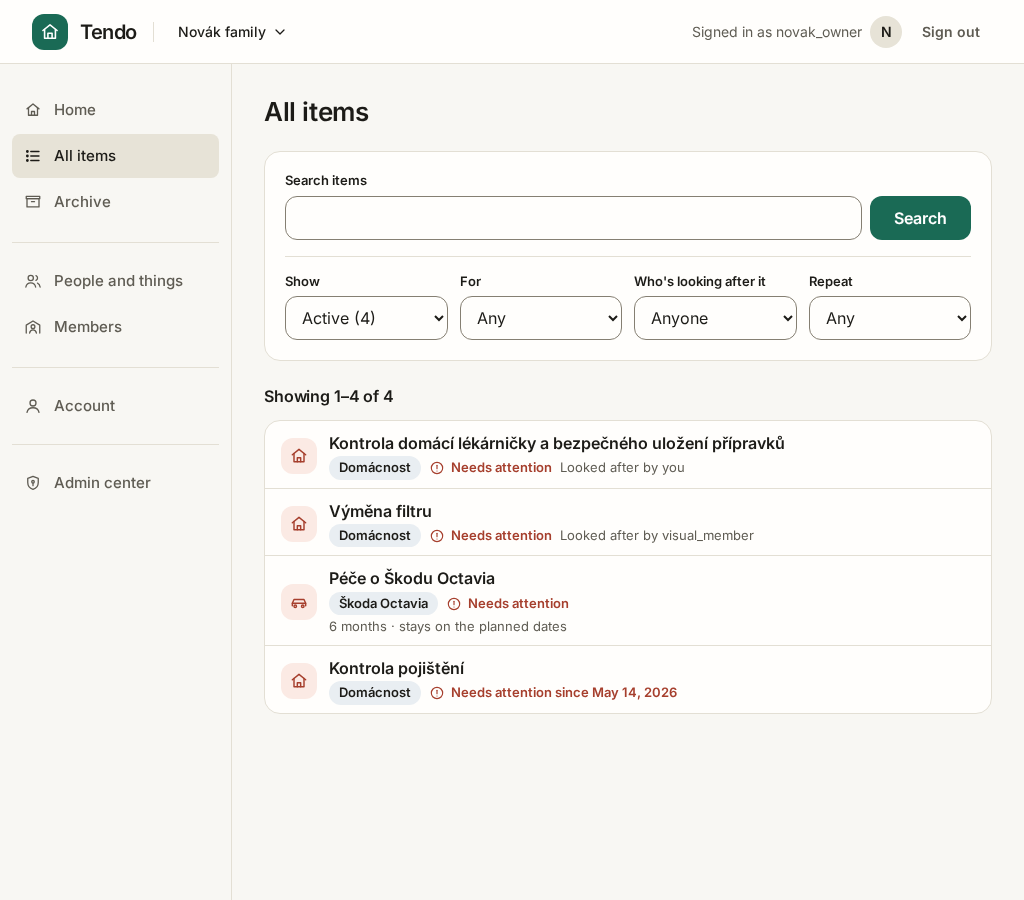 Tendo
Novák family
Signed in as novak_owner
N
Sign out
Home
All items
Archive
People and things
Members
Account
Admin center
All items
Search items
Search
Show
For
Who's looking after it
Repeat
Active (4)
Any
Anyone
Any
Showing 1–4 of 4
Kontrola domácí lékárničky a bezpečného uložení přípravků
Domácnost Needs attention Looked after by you
Výměna filtru
Domácnost Needs attention Looked after by visual_member
Péče o Škodu Octavia
Škoda Octavia Needs attention
6 months · stays on the planned dates
Kontrola pojištění
Domácnost Needs attention since May 14, 2026